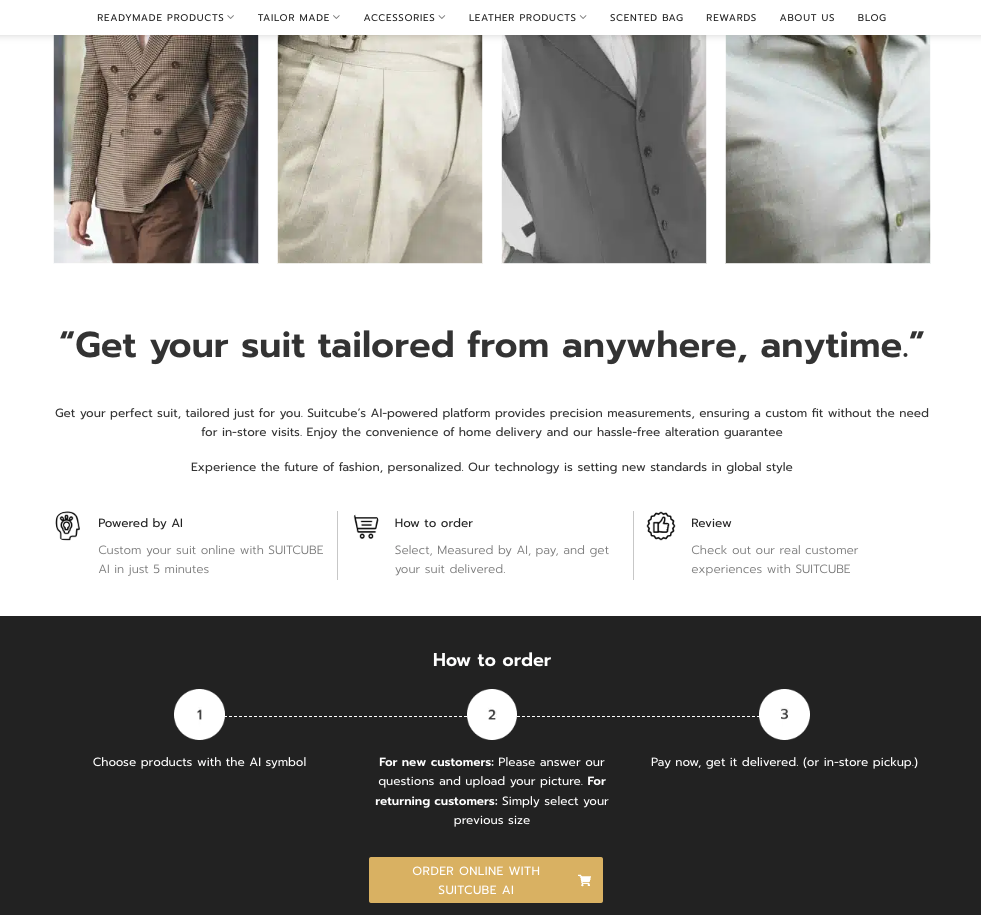 READYMADE PRODUCTS TAILOR MADE ACCESSORIES LEATHER PRODUCTS SCENTED BAG REWARDS ABOUT US BLOG
“Get your suit tailored from anywhere, anytime.”
Get your perfect suit, tailored just for you. Suitcube’s AI-powered platform provides precision measurements, ensuring a custom fit without the need
for in-store visits. Enjoy the convenience of home delivery and our hassle-free alteration guarantee
Experience the future of fashion, personalized. Our technology is setting new standards in global style
Powered by AI
Custom your suit online with SUITCUBE
AI in just 5 minutes
How to order
Select, Measured by AI, pay, and get
your suit delivered.
Review
Check out our real customer
experiences with SUITCUBE
How to order
1
2
3
Choose products with the AI symbol
For new customers: Please answer our
questions and upload your picture. For
returning customers: Simply select your
previous size
Pay now, get it delivered. (or in-store pickup.)
ORDER ONLINE WITH
SUITCUBE AI